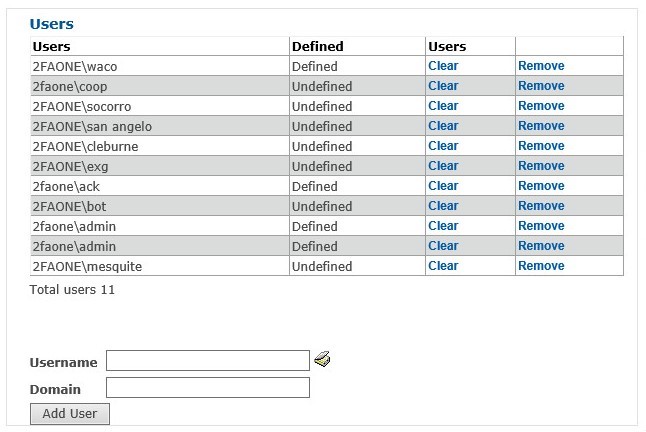 Users
Users Defined Users
2FAONE\waco Defined Clear Remove
2faone\coop Undefined Clear Remove
2FAONE\socorro Undefined Clear Remove
2FAONE\san angelo Undefined Clear Remove
2FAONE\cleburne Undefined Clear Remove
2FAONE\exg Undefined Clear Remove
2faone\ack Defined Clear Remove
2FAONE\bot Undefined Clear Remove
2faone\admin Defined Clear Remove
2faone\admin Defined Clear Remove
2FAONE\mesquite Undefined Clear Remove
Total users 11
Username
Domain
Add User